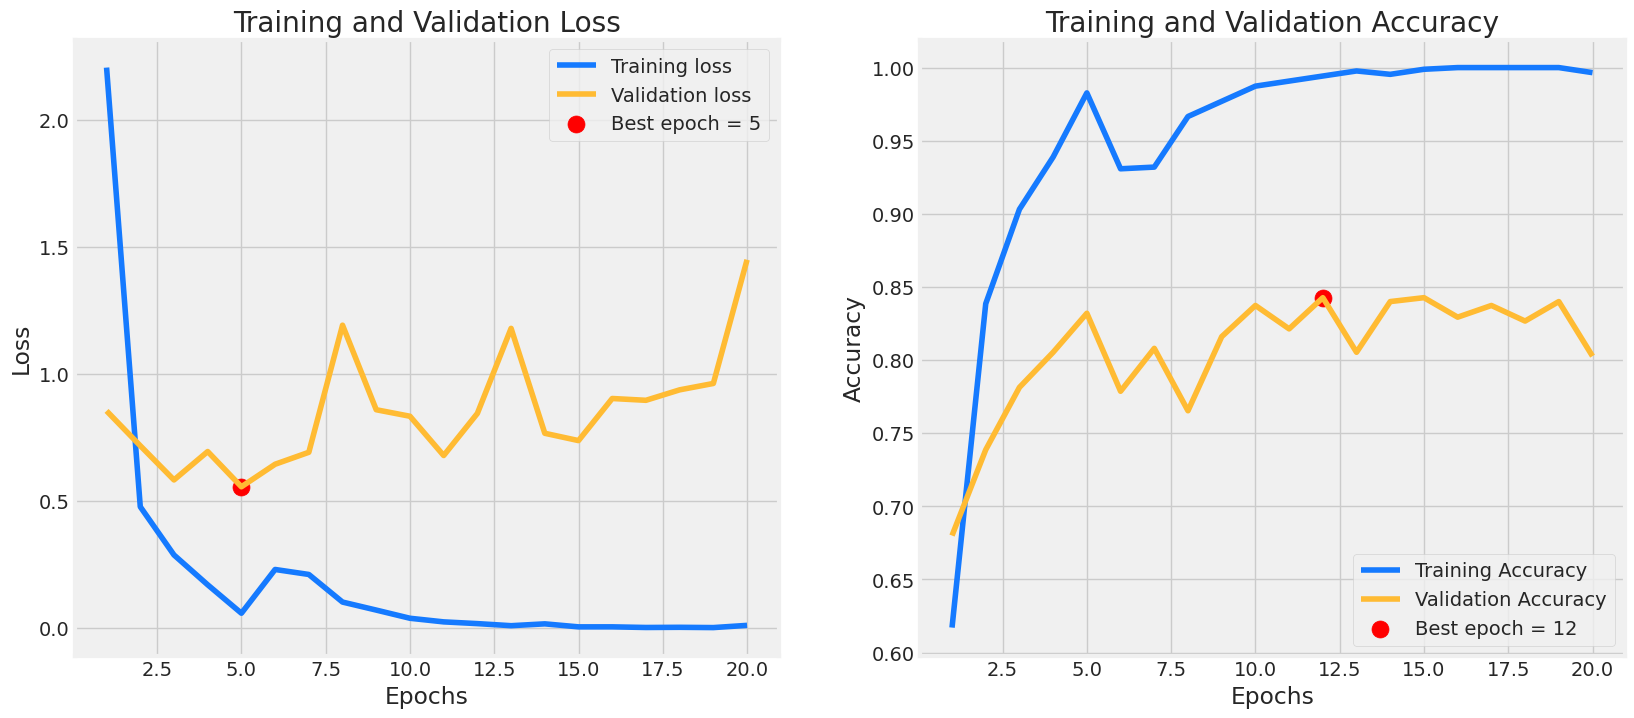 Training and Validation Loss
Training loss
Validation loss
Best epoch = 5
2.0
1.5
1.0
0.5
0.0
Loss
2.5 5.0 7.5 10.0 12.5 15.0 17.5 20.0
Epochs
Training and Validation Accuracy
1.00
0.95
0.90
0.85
0.80
0.75
0.70
0.65
0.60
Accuracy
Training Accuracy
Validation Accuracy
Best epoch = 12
2.5 5.0 7.5 10.0 12.5 15.0 17.5 20.0
Epochs